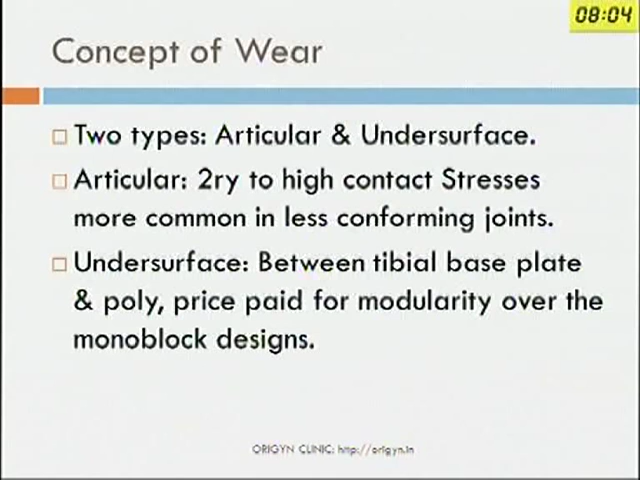 08:04
Concept of Wear
Two types: Articular & Undersurface.
Articular: 2ry to high contact Stresses
more common in less conforming joints.
Undersurface: Between tibial base plate
& poly, price paid for modularity over the
monoblock designs.
ORIGYN CLINIC: http://origyn.in